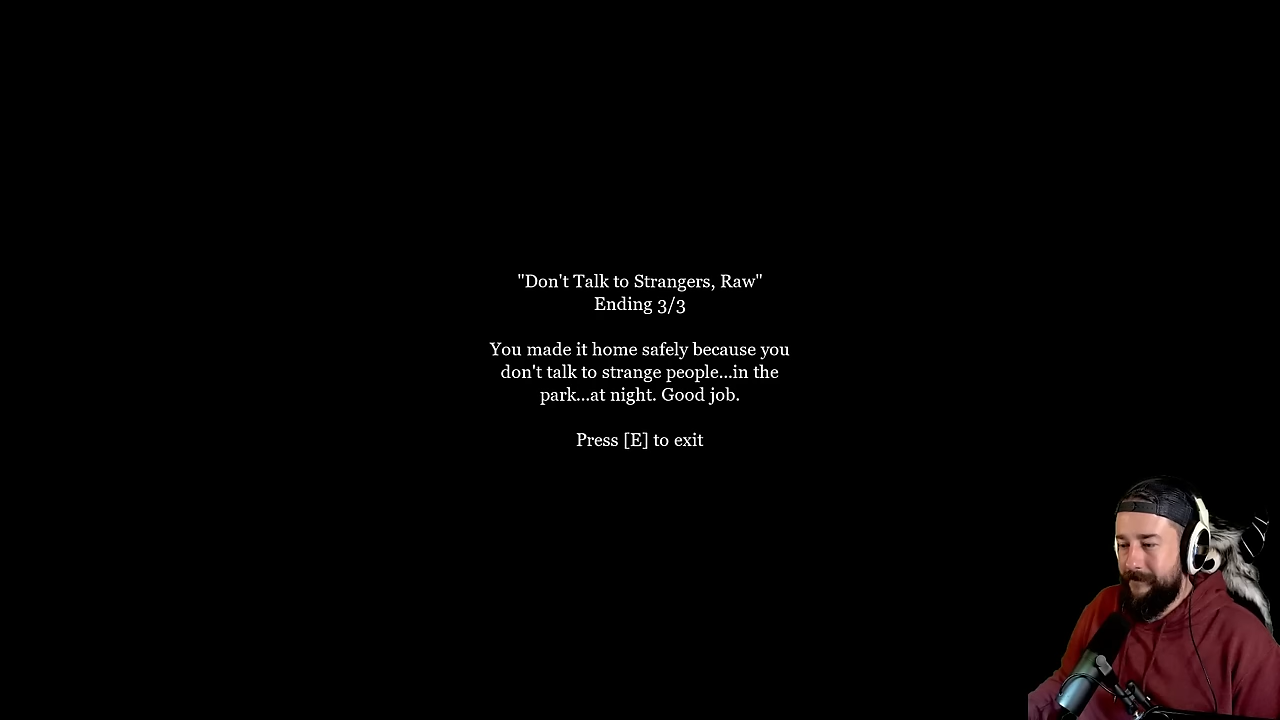 "Don't Talk to Strangers, Raw"
Ending 3/3
You made it home safely because you
don't talk to strange people...in the
park...at night. Good job.
Press [E] to exit